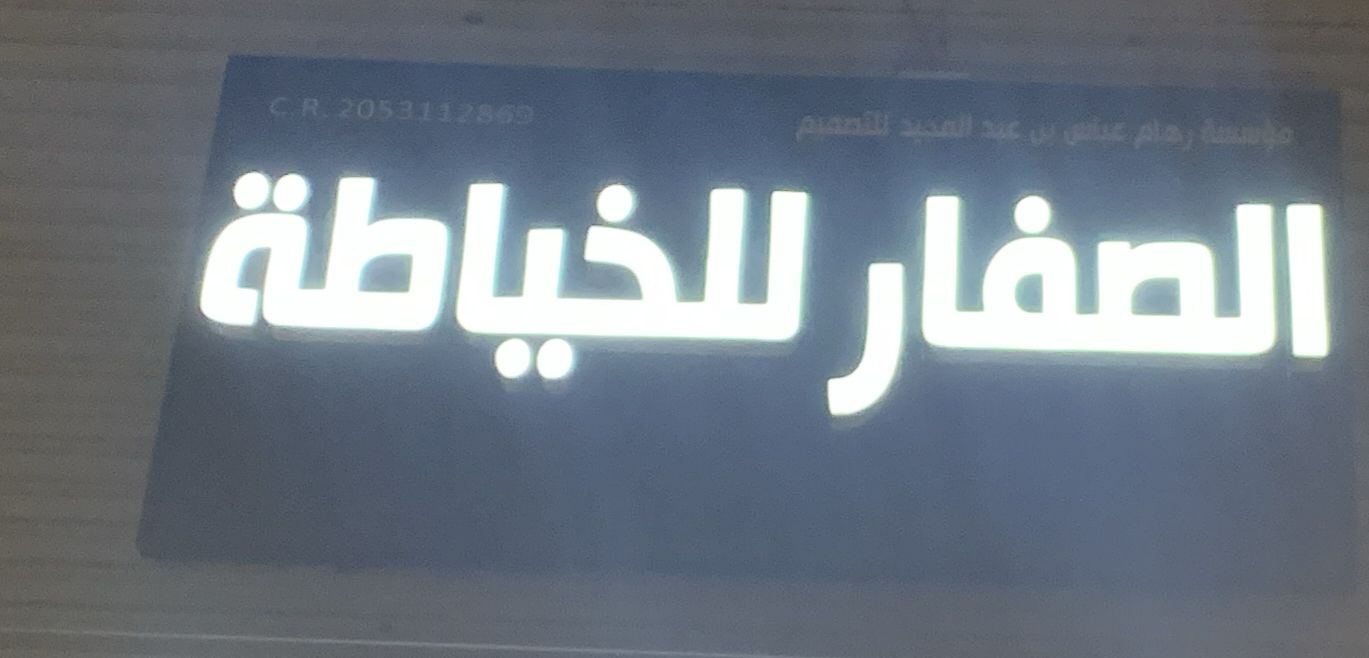 مؤسسة رهام عباس بن عبد المجيد للتصميم
C.R. 2053112869
الصفار للخياطة